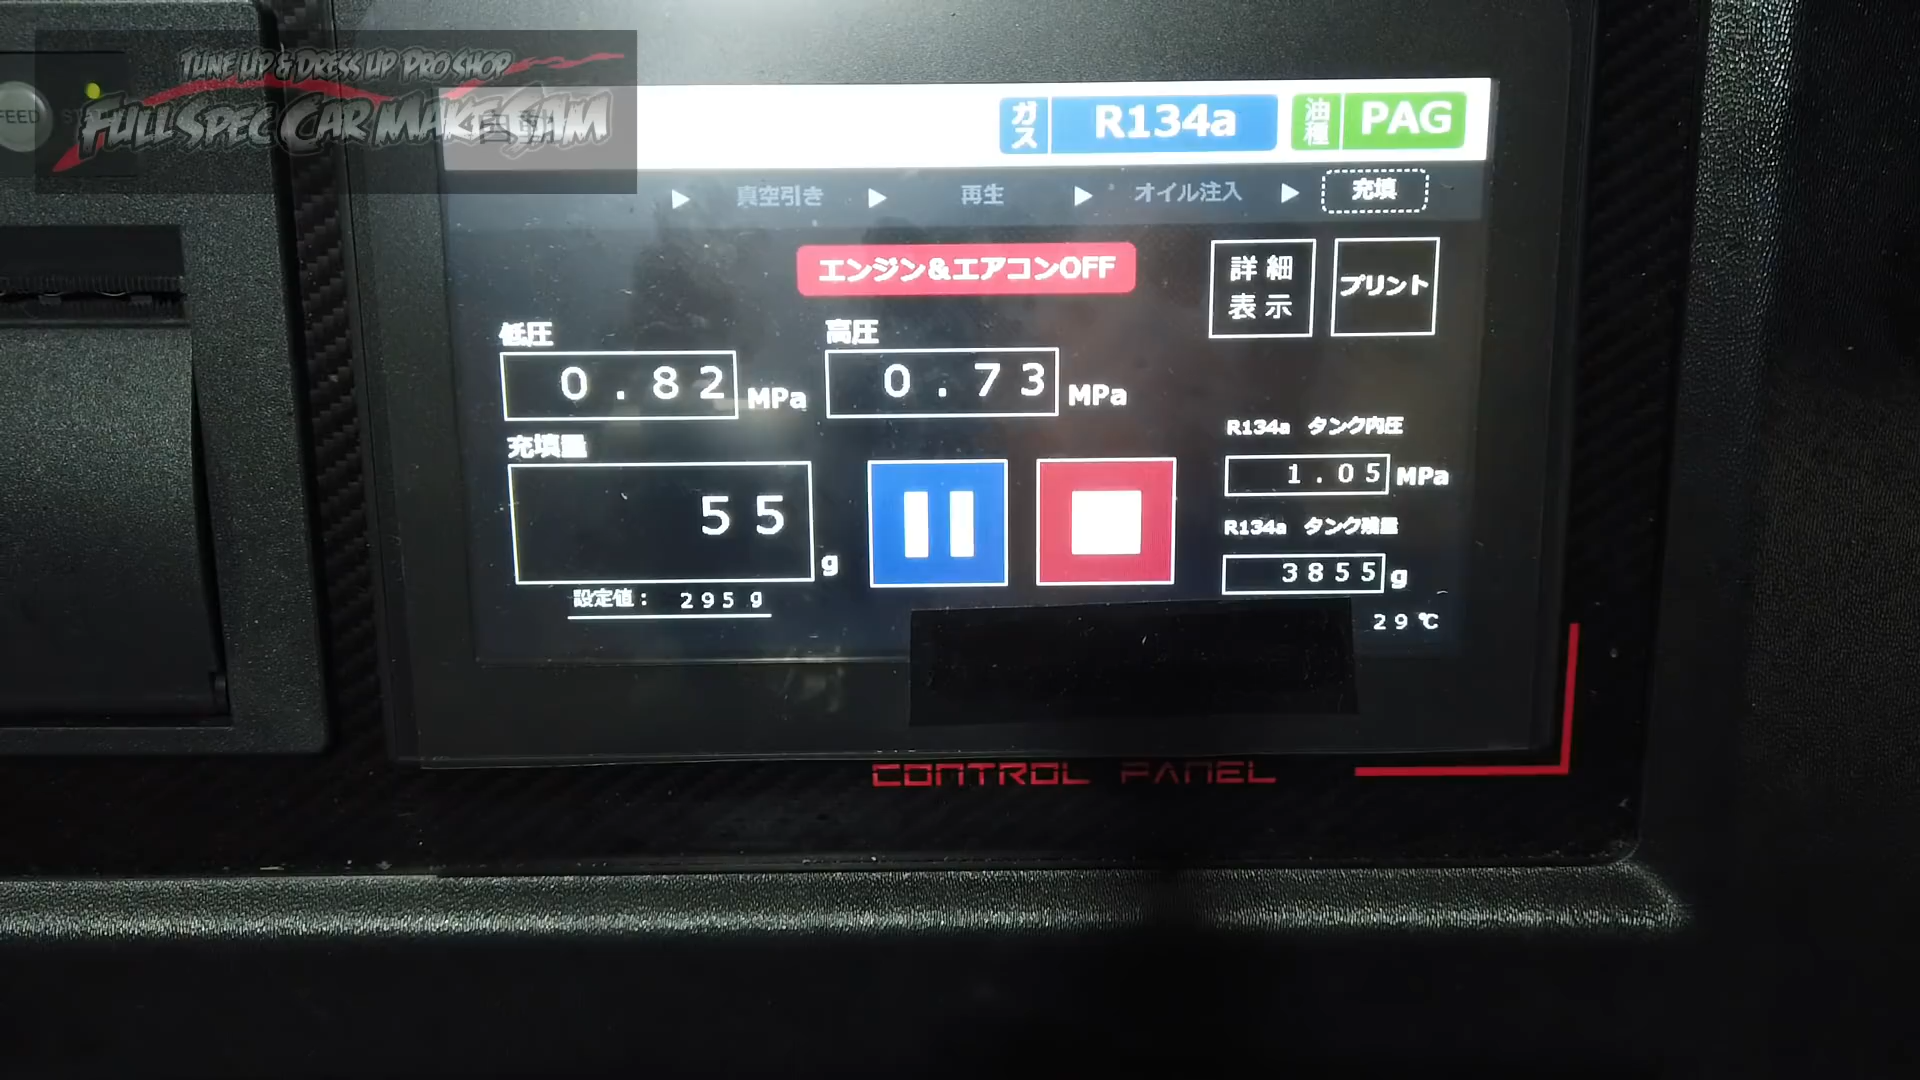 TUNE UP & DRESS UP PRO SHOP
FULL SPEC CAR MAKE SAM
FEED
ガス R134a 油種 PAG
真空引き ▶ 再生 ▶ オイル注入 ▶ 充填
エンジン&エアコンOFF
詳細表示
プリント
低圧
0.82 MPa
高圧
0.73 MPa
充填量
55 g
設定値: 295 g
R134a タンク内圧
1.05 MPa
R134a タンク残量
3855 g
29℃
CONTROL PANEL